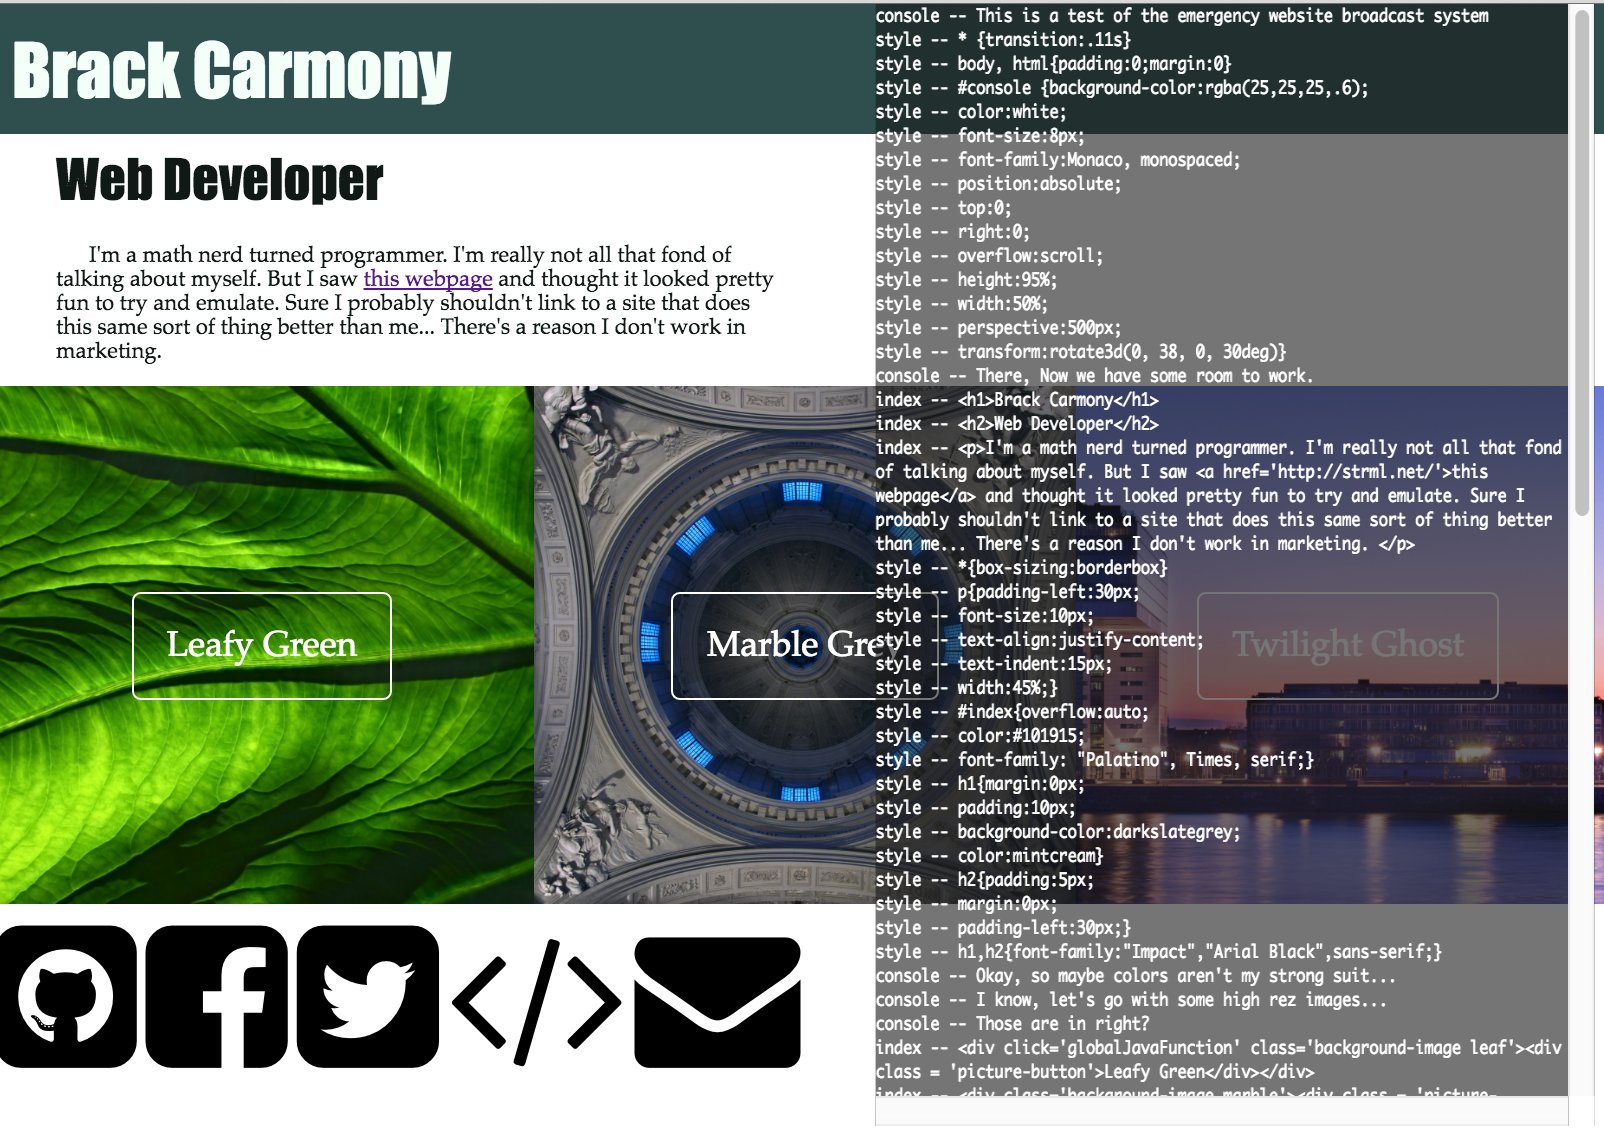 Brack Carmony
Web Developer
I'm a math nerd turned programmer. I'm really not all that fond of
talking about myself. But I saw this webpage and thought it looked pretty
fun to try and emulate. Sure I probably shouldn't link to a site that does
this same sort of thing better than me... There's a reason I don't work in
marketing.
Leafy Green
Marble Grey
Twilight Ghost
console -- This is a test of the emergency website broadcast system
style -- * {transition:.11s}
style -- body, html{padding:0;margin:0}
style -- #console {background-color:rgba(25,25,25,.6);
style -- color:white;
style -- font-size:8px;
style -- font-family:Monaco, monospaced;
style -- position:absolute;
style -- top:0;
style -- right:0;
style -- overflow:scroll;
style -- height:95%;
style -- width:50%;
style -- perspective:500px;
style -- transform:rotate3d(0, 38, 0, 30deg)}
console -- There, Now we have some room to work.
index -- <h1>Brack Carmony</h1>
index -- <h2>Web Developer</h2>
index -- <p>I'm a math nerd turned programmer. I'm really not all that fond
of talking about myself. But I saw <a href='http://strml.net/'>this
webpage</a> and thought it looked pretty fun to try and emulate. Sure I
probably shouldn't link to a site that does this same sort of thing better
than me... There's a reason I don't work in marketing. </p>
style -- *{box-sizing:borderbox}
style -- p{padding-left:30px;
style -- font-size:10px;
style -- text-align:justify-content;
style -- text-indent:15px;
style -- width:45%;}
style -- #index{overflow:auto;
style -- color:#101915;
style -- font-family: "Palatino", Times, serif;}
style -- h1{margin:0px;
style -- padding:10px;
style -- background-color:darkslategrey;
style -- color:mintcream}
style -- h2{padding:5px;
style -- margin:0px;
style -- padding-left:30px;}
style -- h1,h2{font-family:"Impact","Arial Black",sans-serif;}
console -- Okay, so maybe colors aren't my strong suit...
console -- I know, let's go with some high rez images...
console -- Those are in right?
index -- <div click='globalJavaFunction' class='background-image leaf'><div
class = 'picture-button'>Leafy Green</div></div>
index -- <div class='background-image marble'><div class = 'picture-